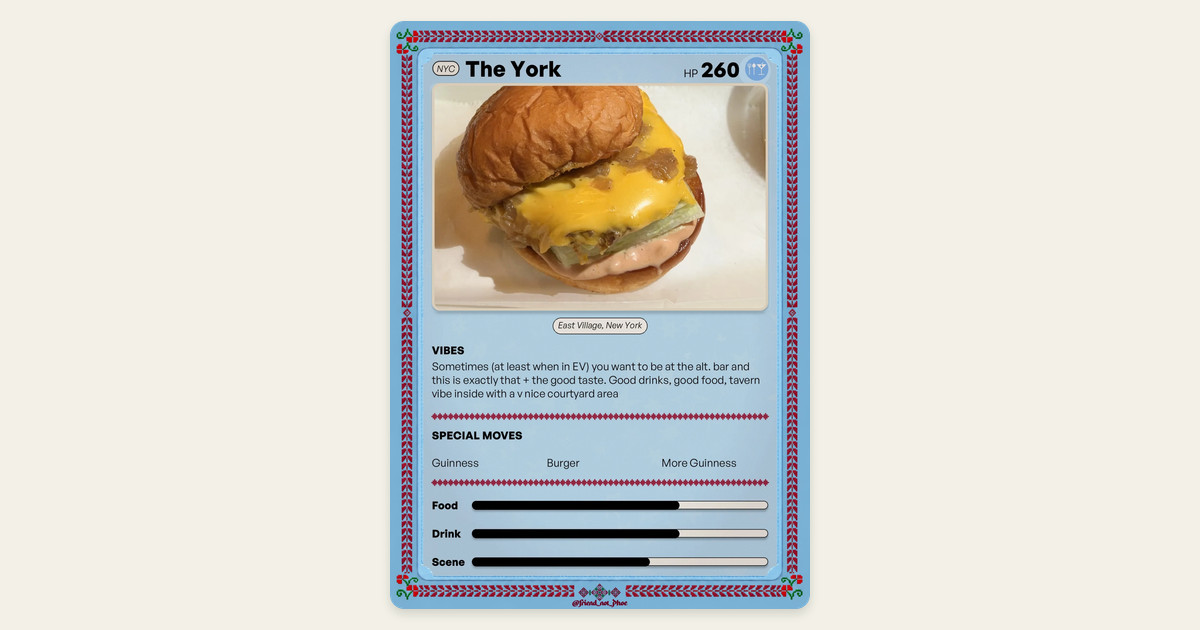 NYC The York HP 260
East Village, New York
VIBES
Sometimes (at least when in EV) you want to be at the alt. bar and
this is exactly that + the good taste. Good drinks, good food, tavern
vibe inside with a v nice courtyard area
SPECIAL MOVES
Guinness Burger More Guinness
Food
Drink
Scene
@friend_not_phoe